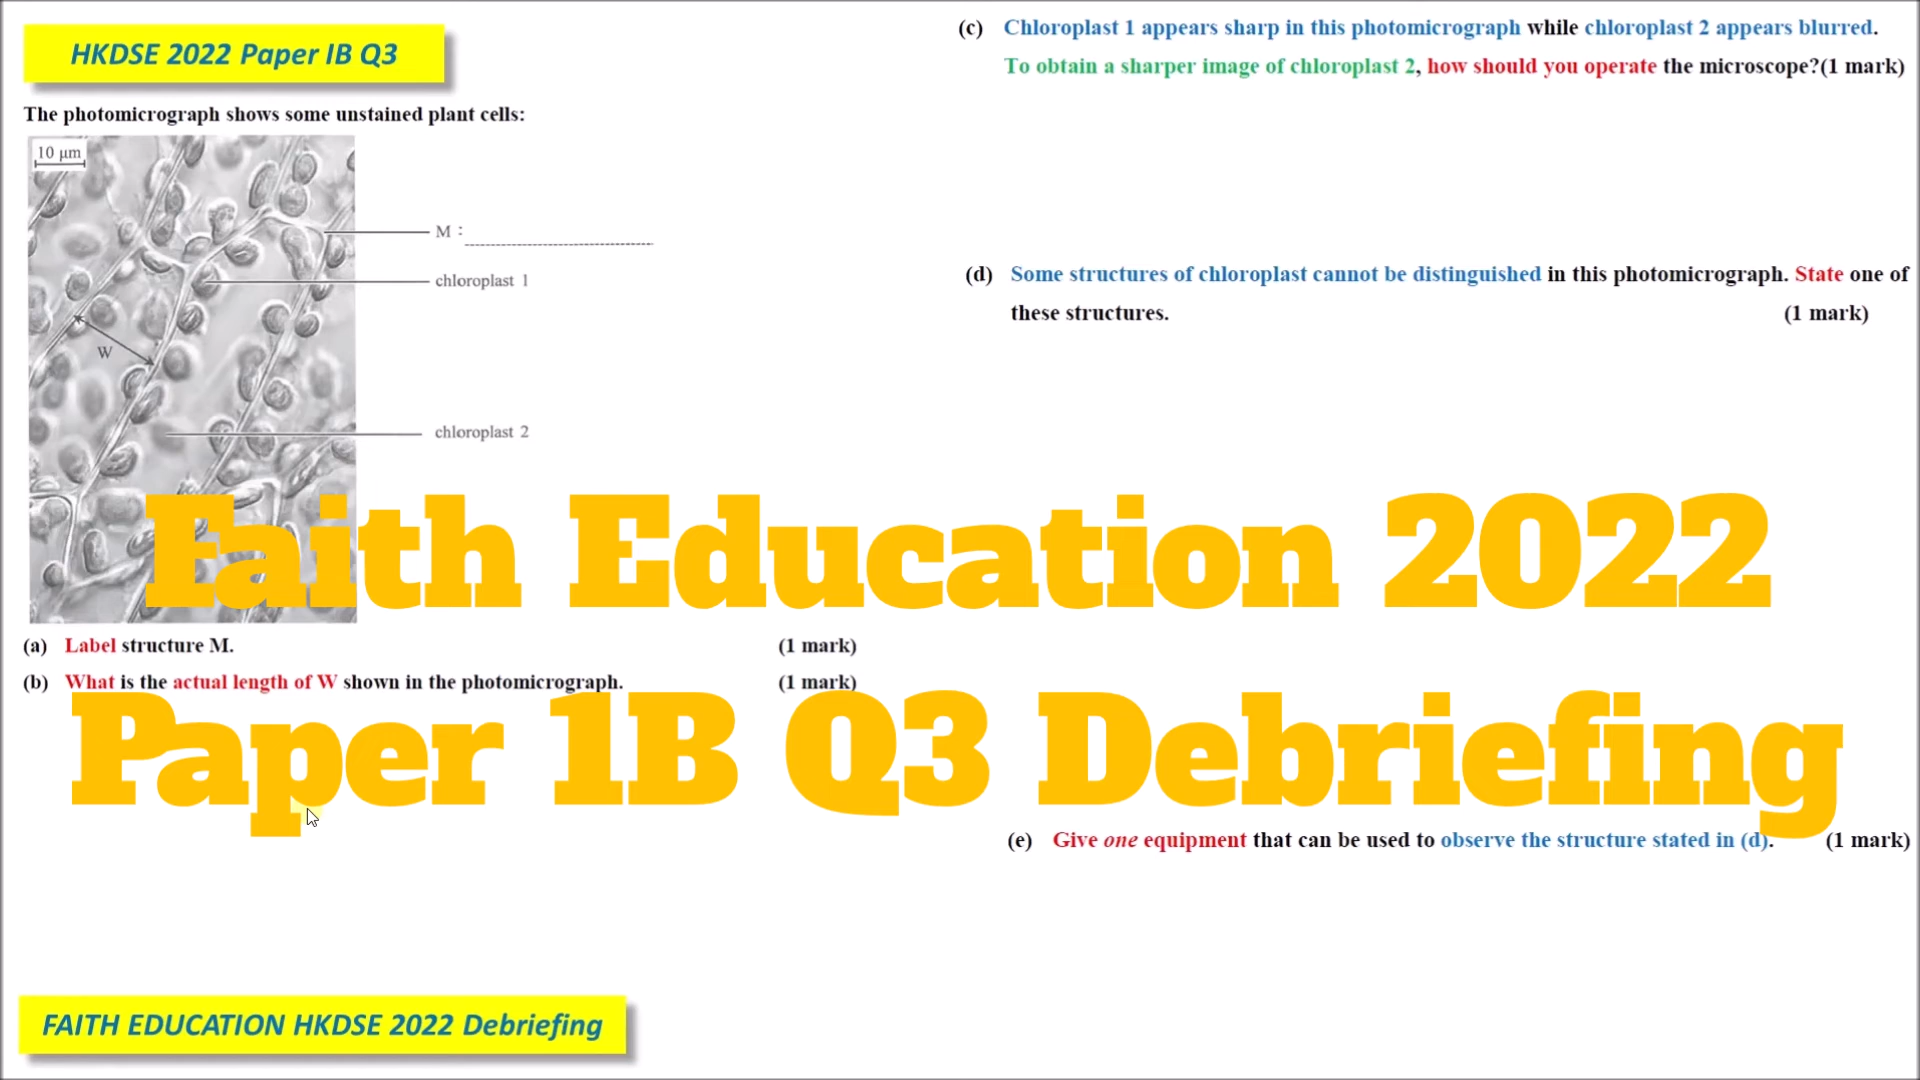 HKDSE 2022 Paper IB Q3
The photomicrograph shows some unstained plant cells:
10 μm
M :
chloroplast 1
W
chloroplast 2
(a) Label structure M. (1 mark)
(b) What is the actual length of W shown in the photomicrograph. (1 mark)
(c) Chloroplast 1 appears sharp in this photomicrograph while chloroplast 2 appears blurred.
To obtain a sharper image of chloroplast 2, how should you operate the microscope?(1 mark)
(d) Some structures of chloroplast cannot be distinguished in this photomicrograph. State one of
these structures. (1 mark)
Faith Education 2022
Paper 1B Q3 Debriefing
(e) Give one equipment that can be used to observe the structure stated in (d). (1 mark)
FAITH EDUCATION HKDSE 2022 Debriefing